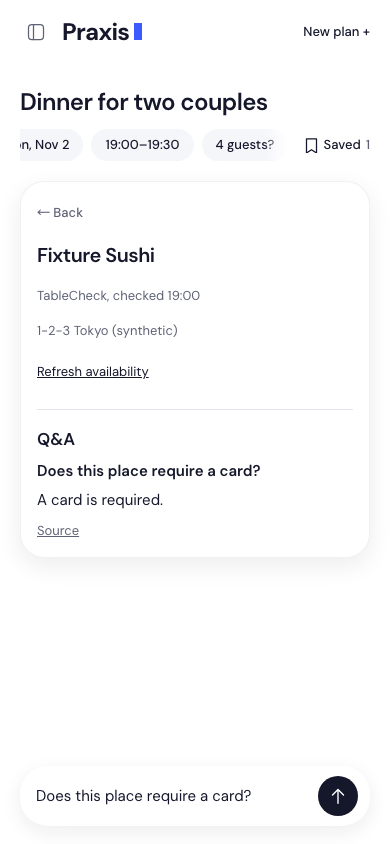 Praxis
New plan +
Dinner for two couples
on, Nov 2
19:00–19:30
4 guests?
Saved 1
← Back
Fixture Sushi
TableCheck, checked 19:00
1-2-3 Tokyo (synthetic)
Refresh availability
Q&A
Does this place require a card?
A card is required.
Source
Does this place require a card?